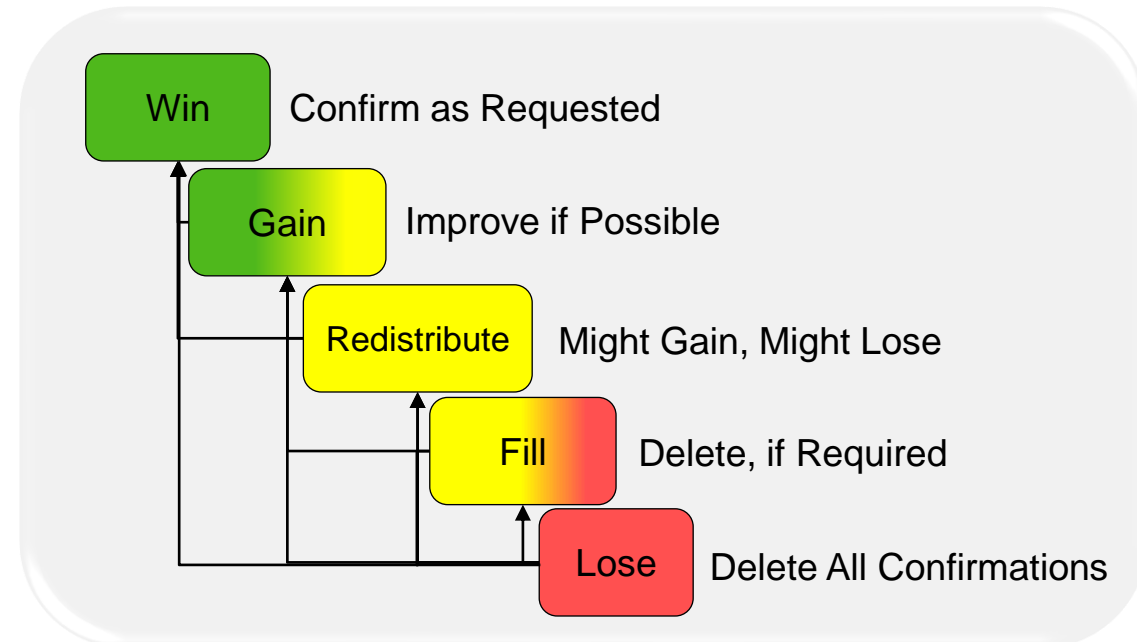 Win
Confirm as Requested
Gain
Improve if Possible
Redistribute
Might Gain, Might Lose
Fill
Delete, if Required
Lose
Delete All Confirmations